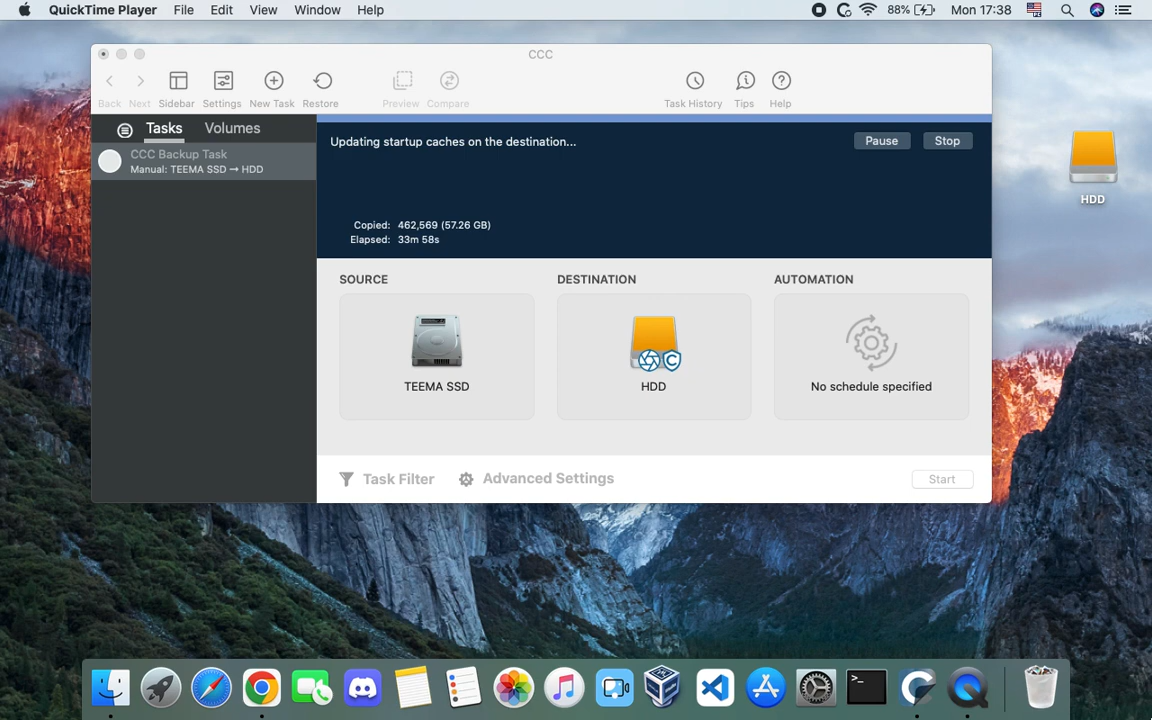 QuickTime Player File Edit View Window Help 88% Mon 17:38
CCC
Back Next Sidebar Settings New Task Restore Preview Compare Task History Tips Help
Tasks Volumes
CCC Backup Task
Manual: TEEMA SSD → HDD
Updating startup caches on the destination...
Pause Stop
Copied: 462,569 (57.26 GB)
Elapsed: 33m 58s
SOURCE DESTINATION AUTOMATION
TEEMA SSD HDD No schedule specified
Task Filter Advanced Settings Start
HDD